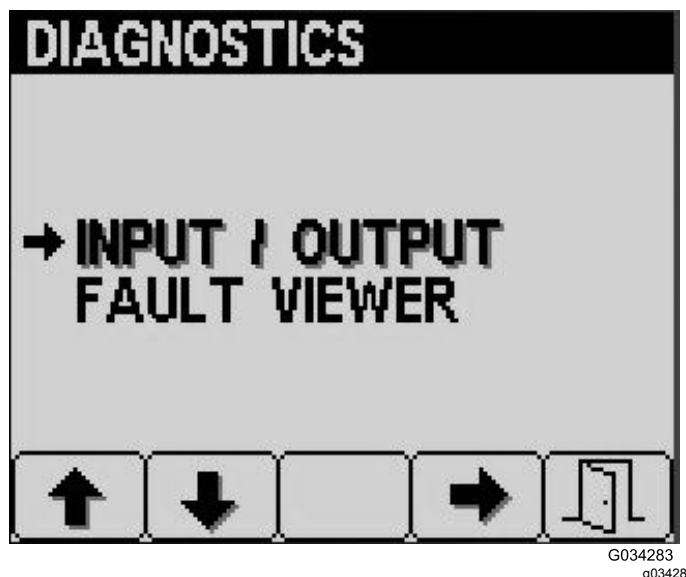 DIAGNOSTICS
INPUT / OUTPUT
FAULT VIEWER
G034283
g03428